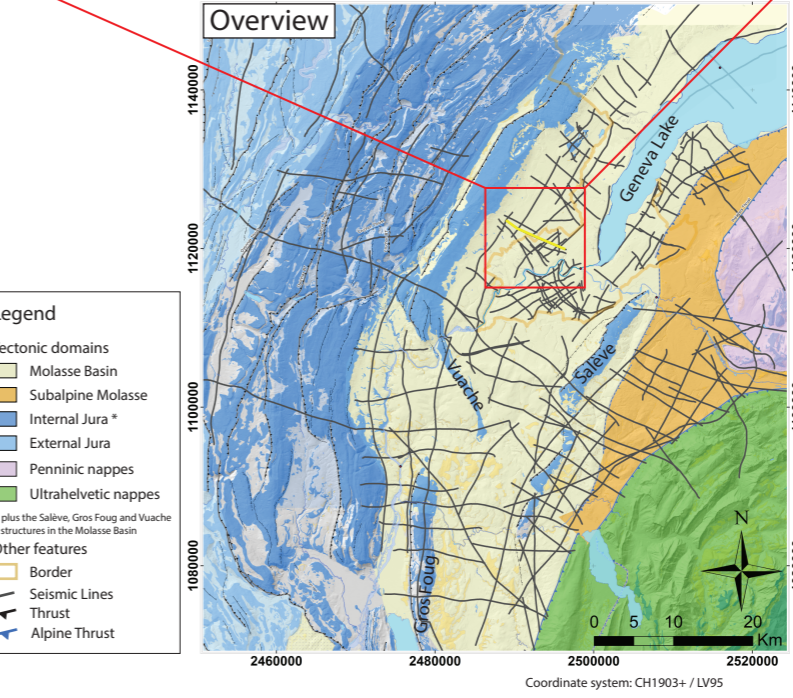 Overview
1140000
1120000
1100000
1080000
Geneva Lake
Vuache
Salève
Gros Foug
N
0 5 10 20
Km
2460000 2480000 2500000 2520000
Coordinate system: CH1903+ / LV95
egend
ectonic domains
Molasse Basin
Subalpine Molasse
Internal Jura *
External Jura
Penninic nappes
Ultrahelvetic nappes
plus the Salève, Gros Foug and Vuache
structures in the Molasse Basin
Other features
Border
Seismic Lines
Thrust
Alpine Thrust